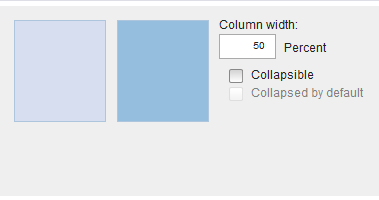 Column width:
50 Percent
Collapsible
Collapsed by default